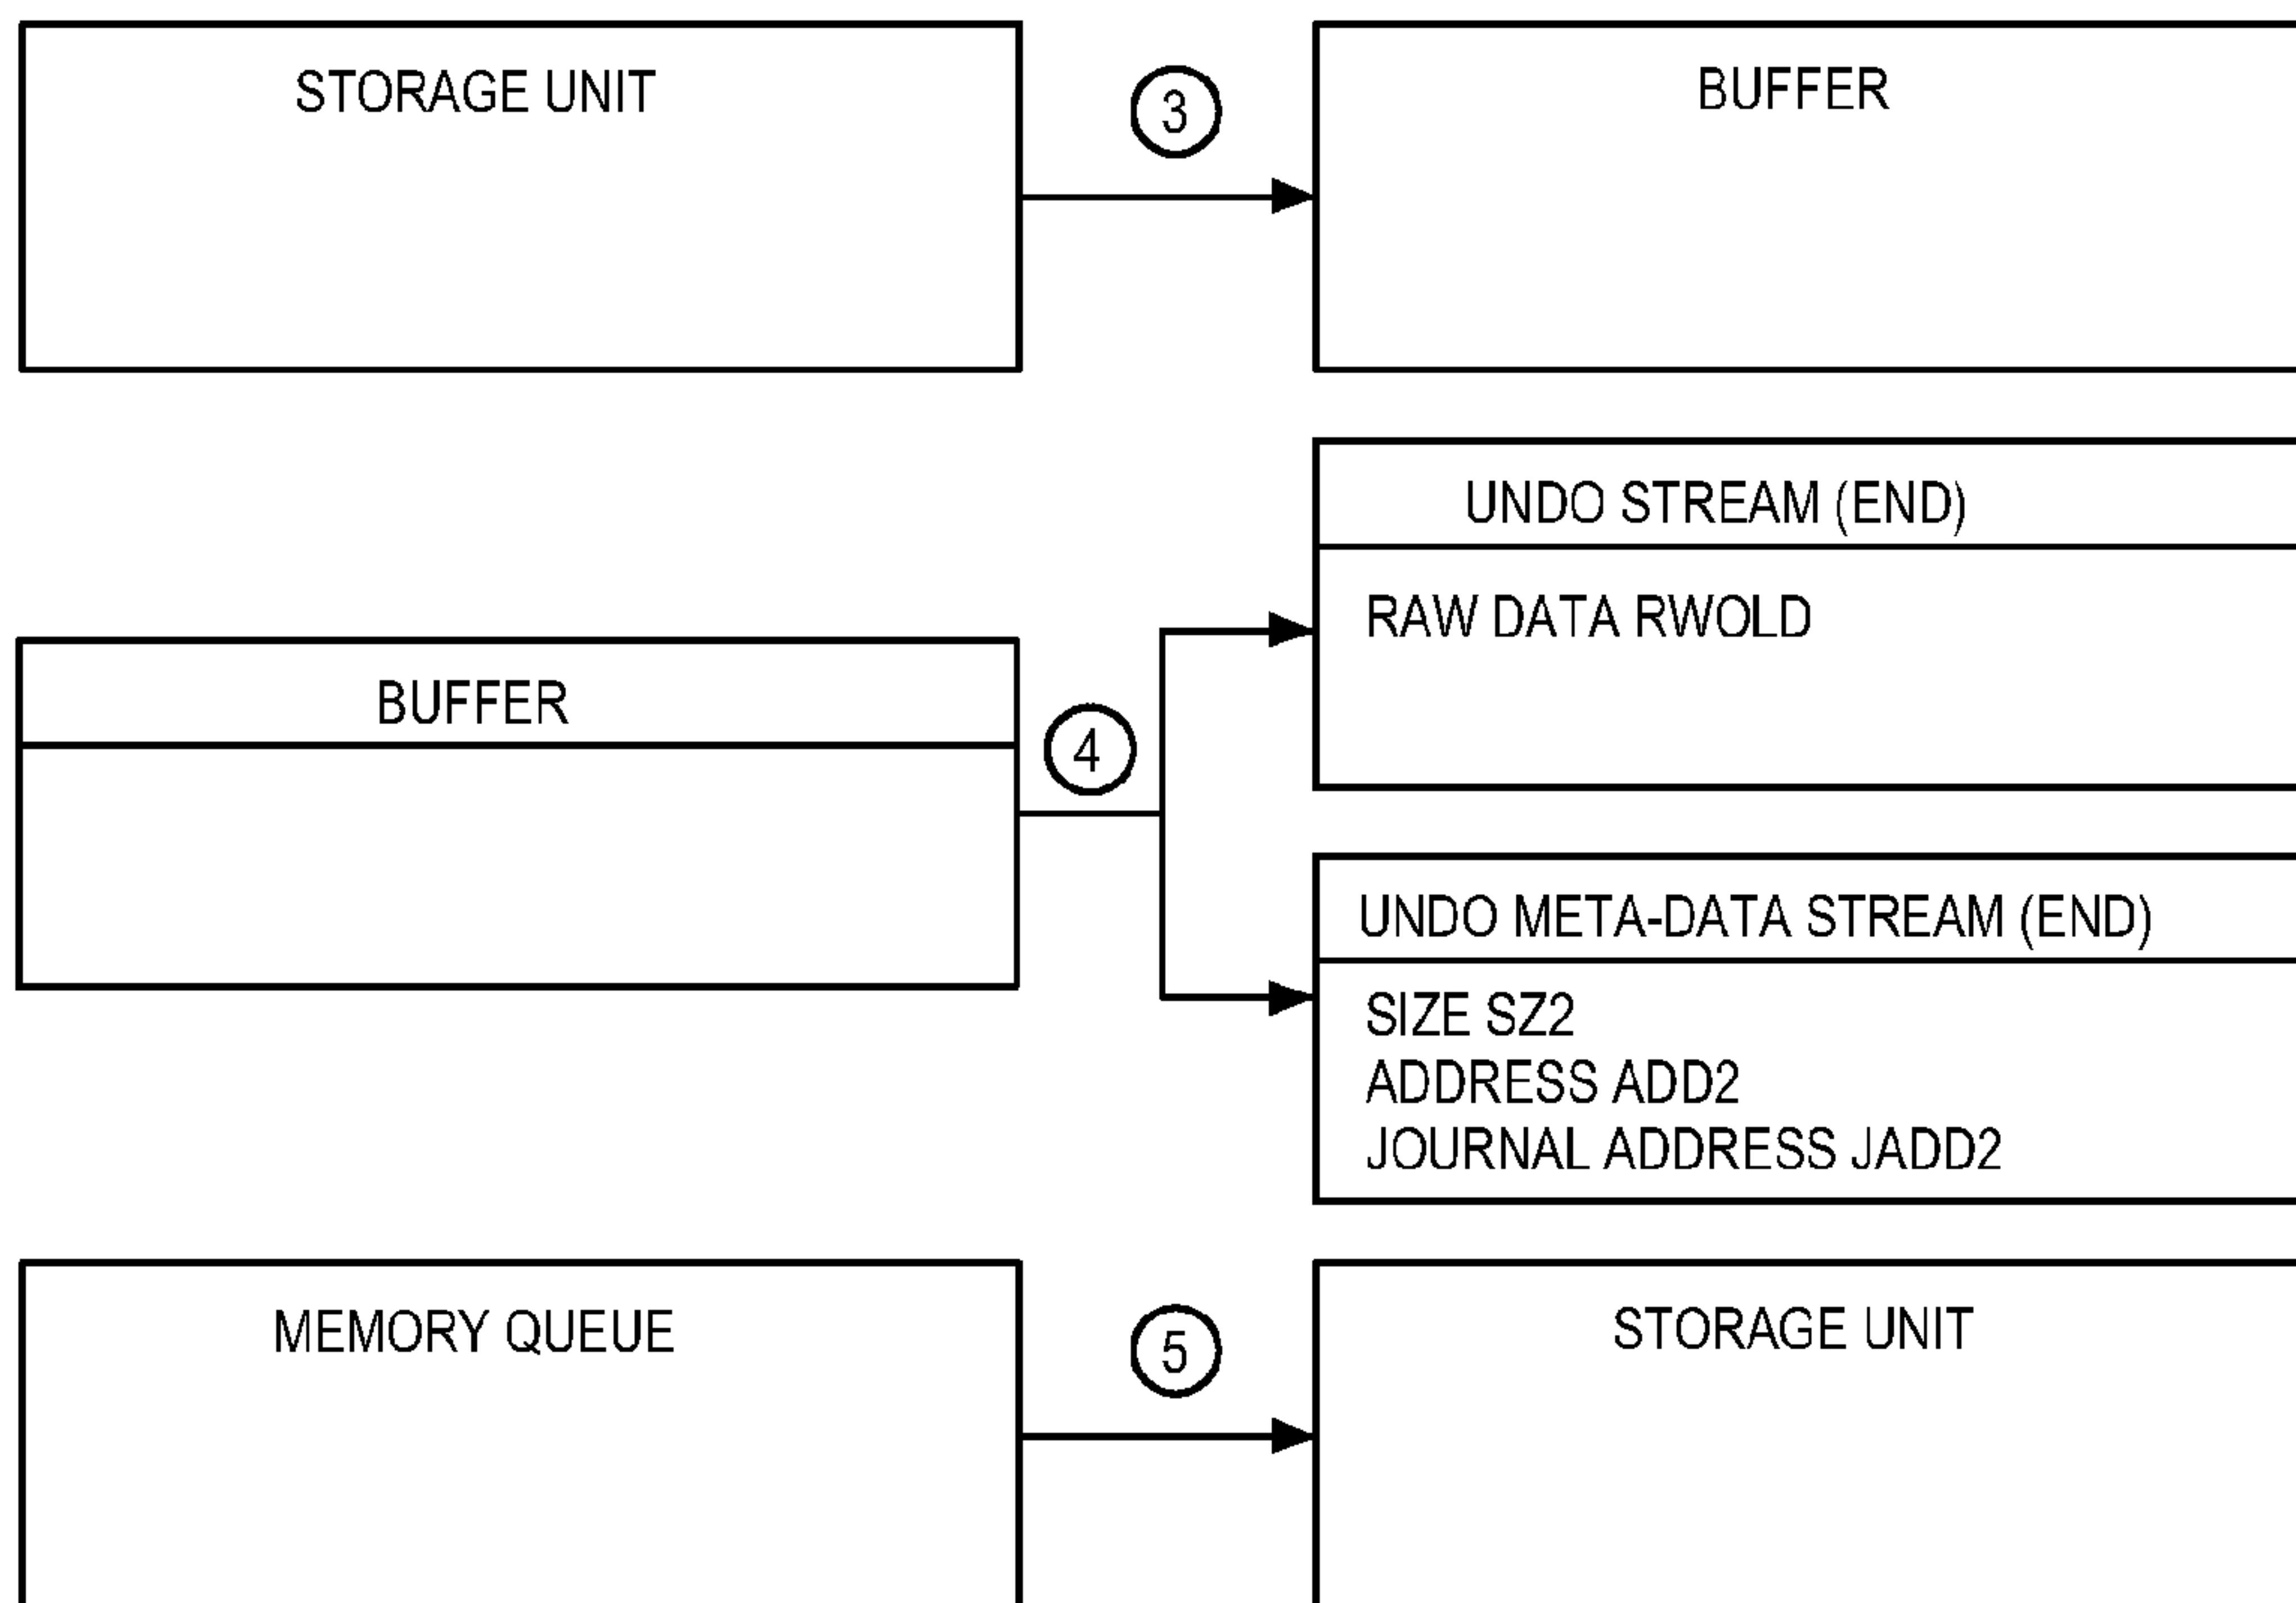 STORAGE UNIT
3
BUFFER
UNDO STREAM (END)
RAW DATA RWOLD
BUFFER
4
UNDO META-DATA STREAM (END)
SIZE SZ2
ADDRESS ADD2
JOURNAL ADDRESS JADD2
MEMORY QUEUE
5
STORAGE UNIT